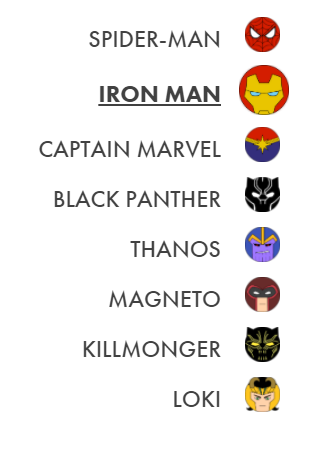 SPIDER-MAN
IRON MAN
CAPTAIN MARVEL
BLACK PANTHER
THANOS
MAGNETO
KILLMONGER
LOKI